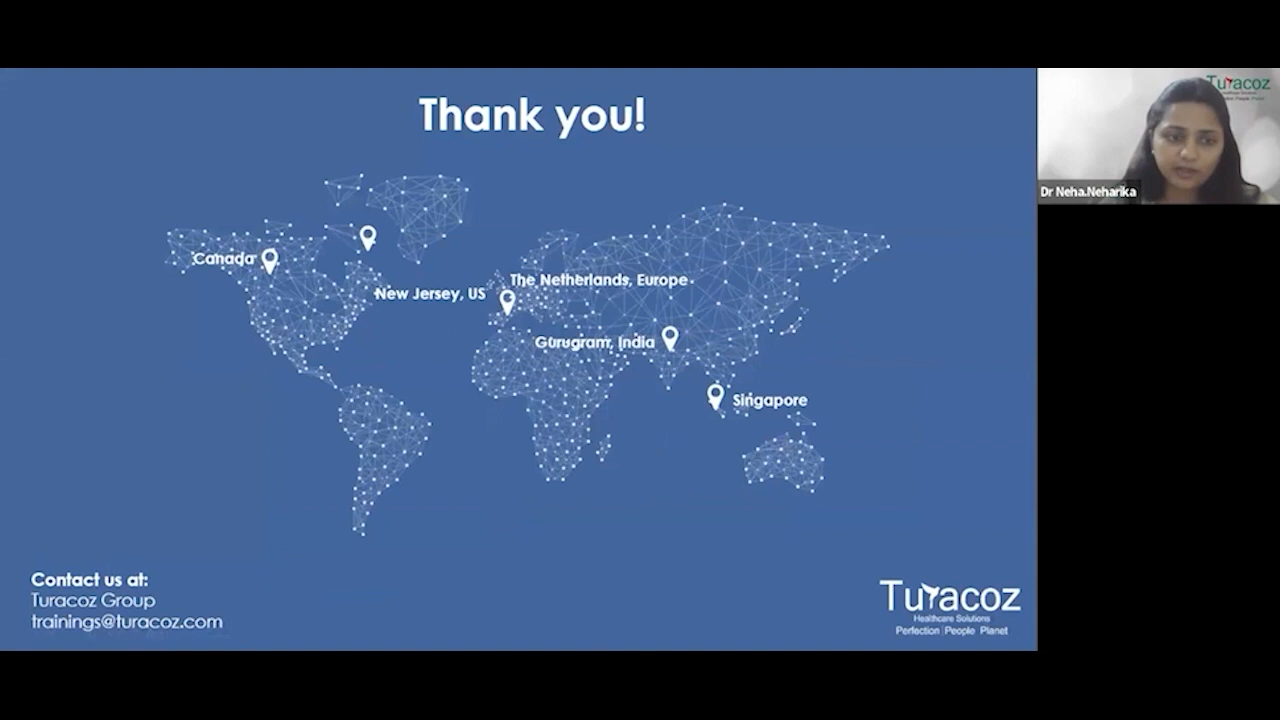 Thank you!
Canada
New Jersey, US
The Netherlands, Europe
Gurugram, India
Singapore
Contact us at:
Turacoz Group
trainings@turacoz.com
Turacoz
Healthcare Solutions
Perfection | People Planet
Turacoz
Dr Neha.Neharika